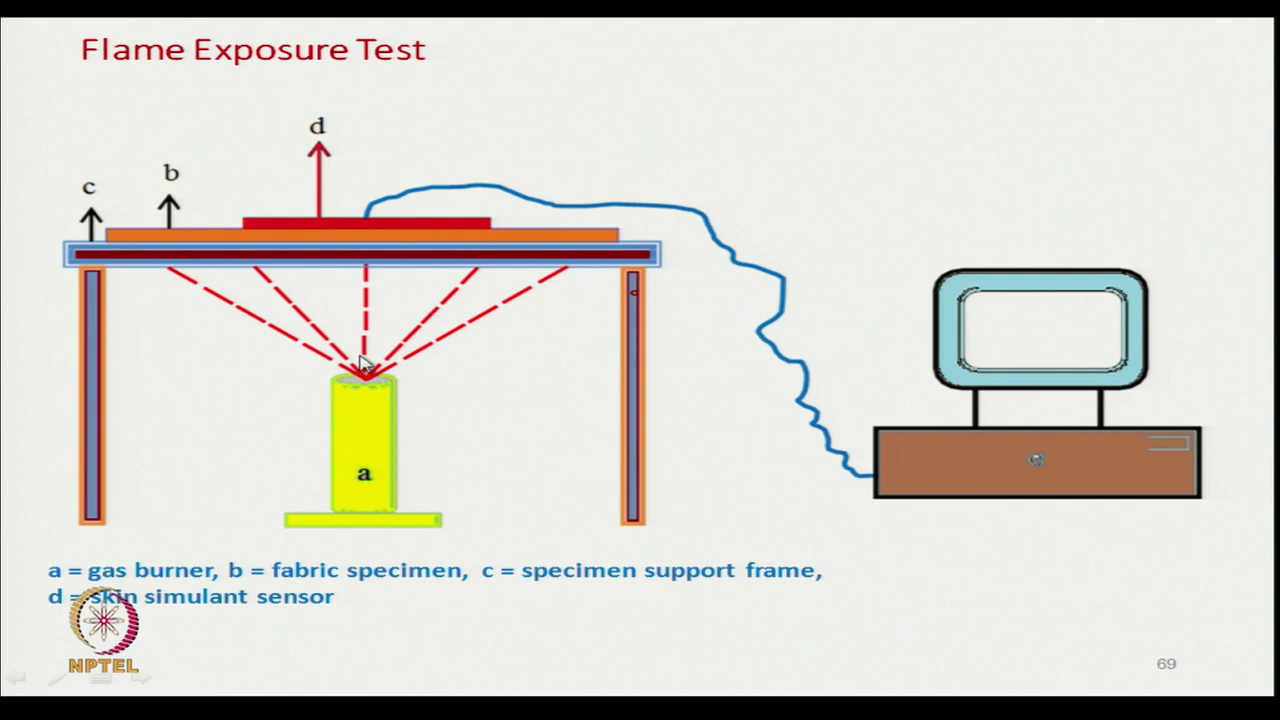 Flame Exposure Test
d
b
c
a
a = gas burner, b = fabric specimen, c = specimen support frame,
d = skin simulant sensor
NPTEL
69